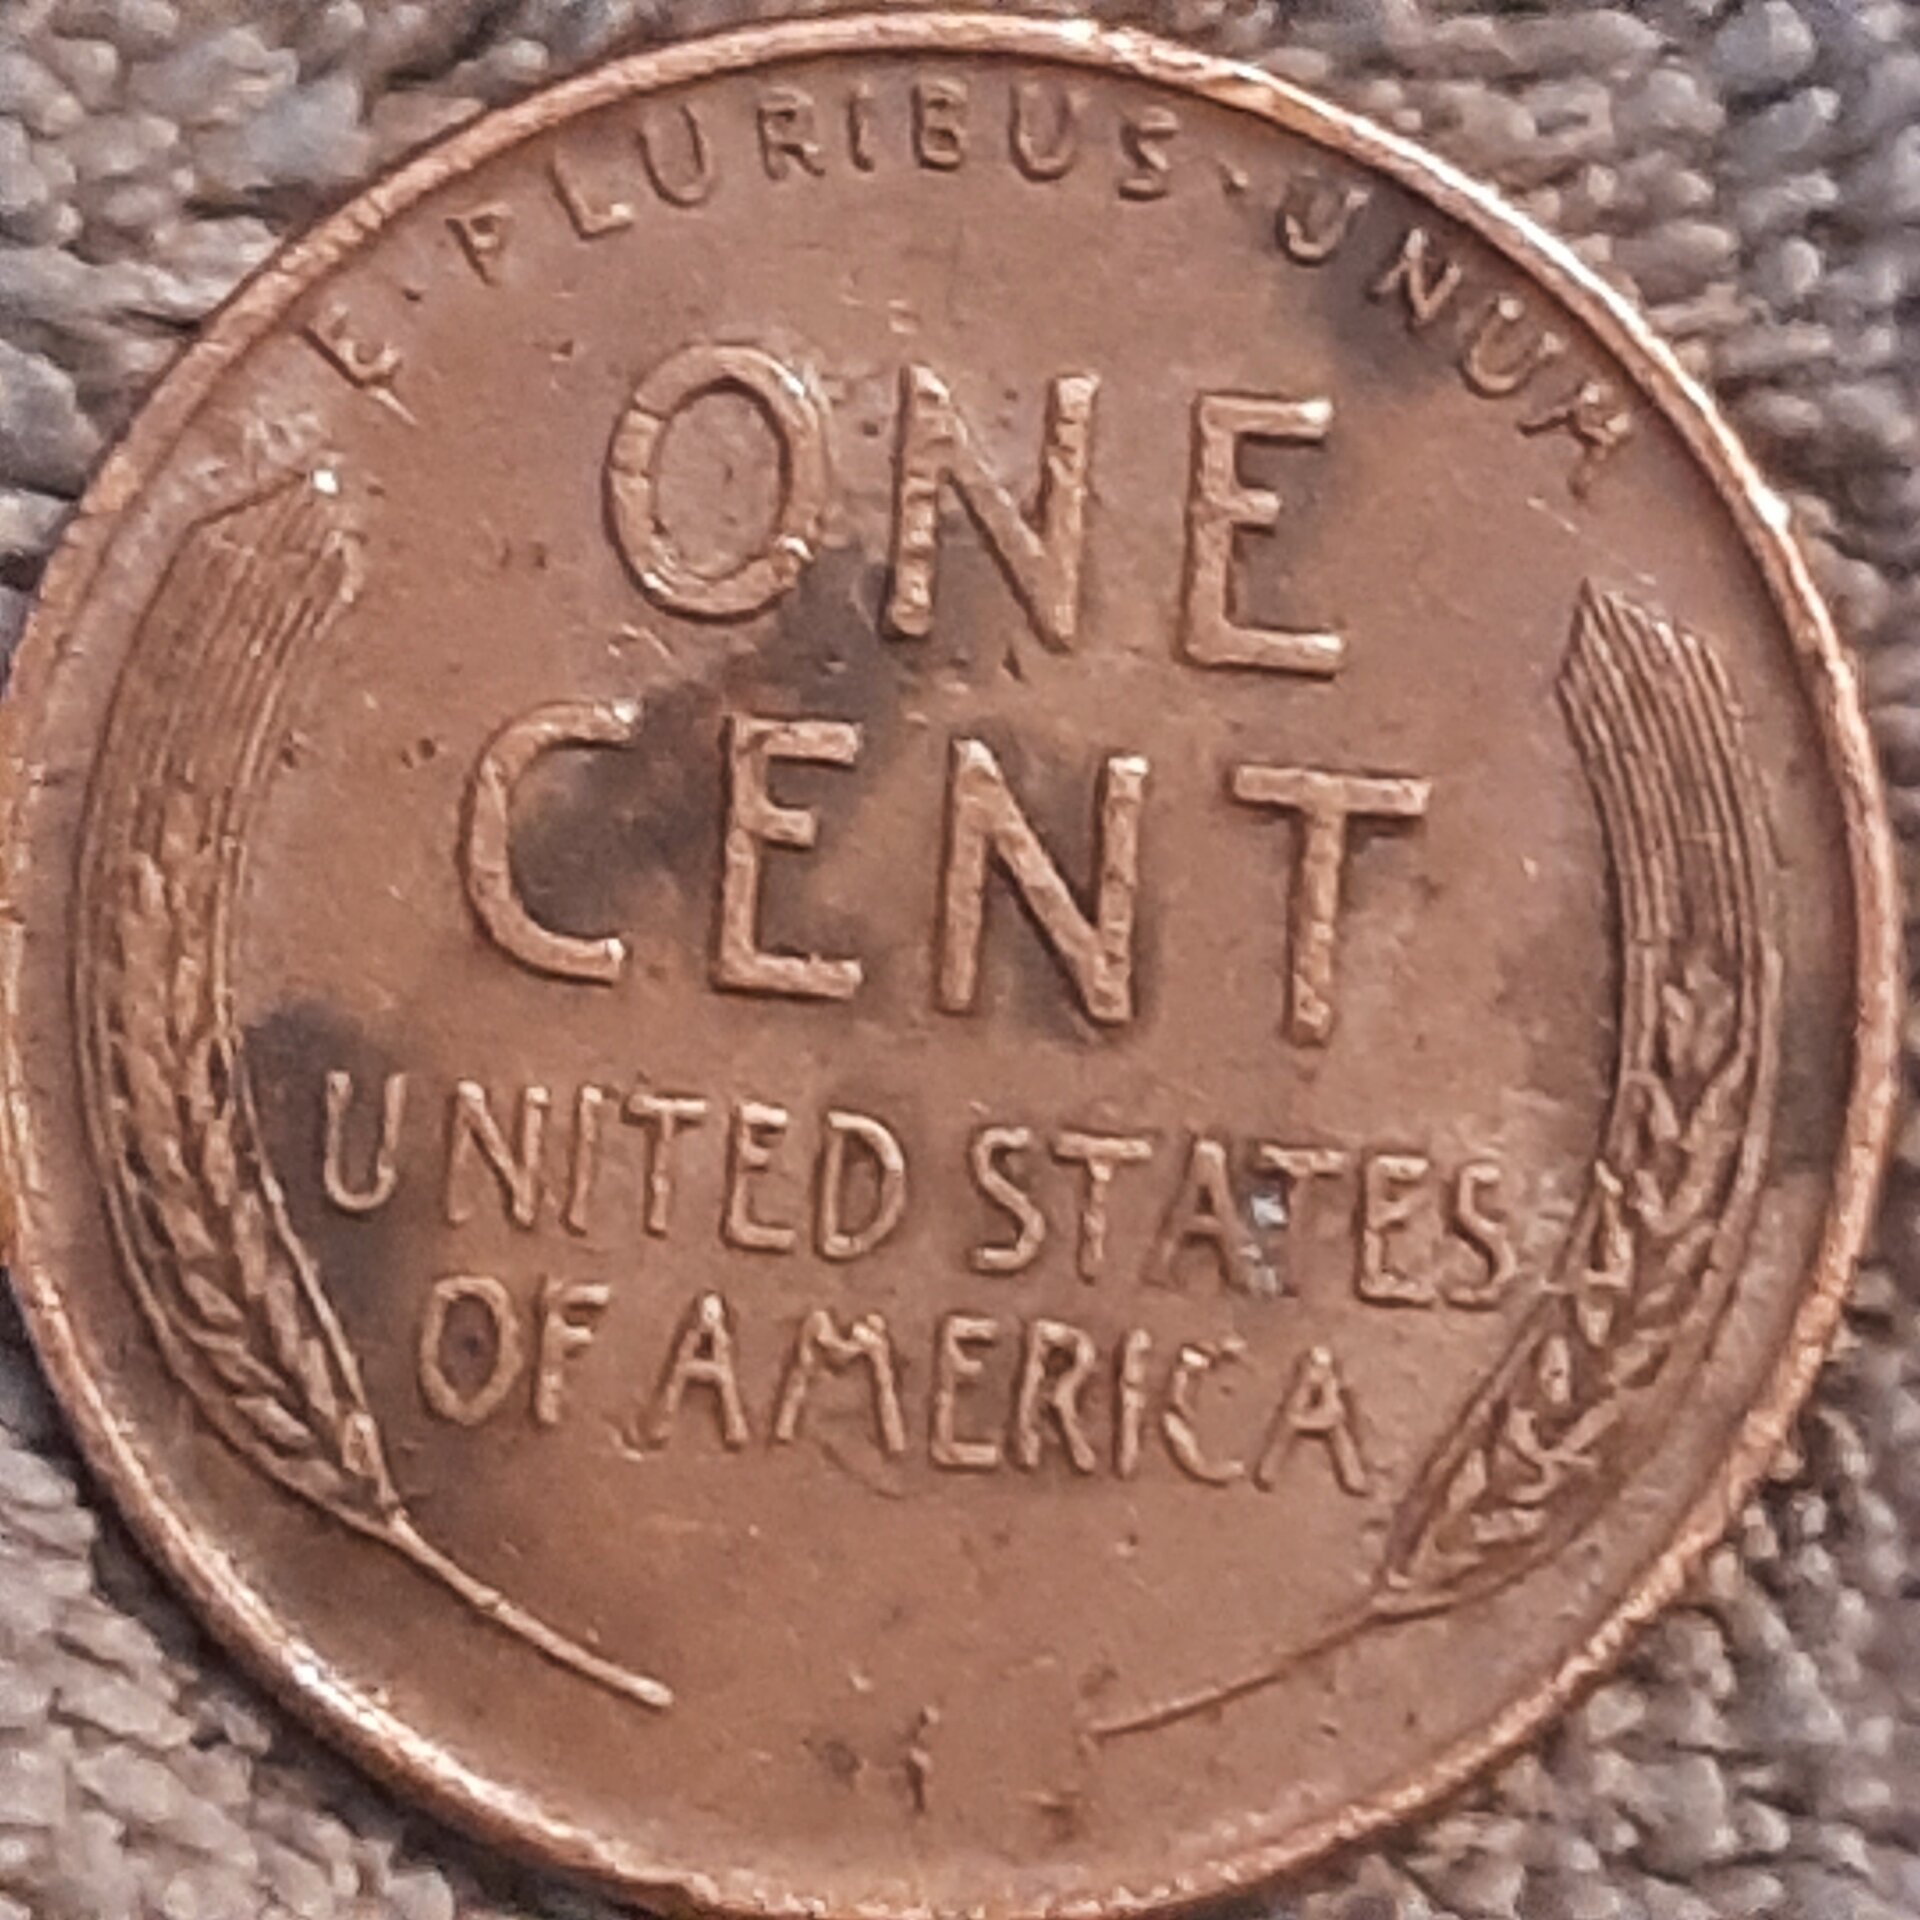 E·PLURIBUS·UNUM
ONE
CENT
UNITED STATES
OF AMERICA